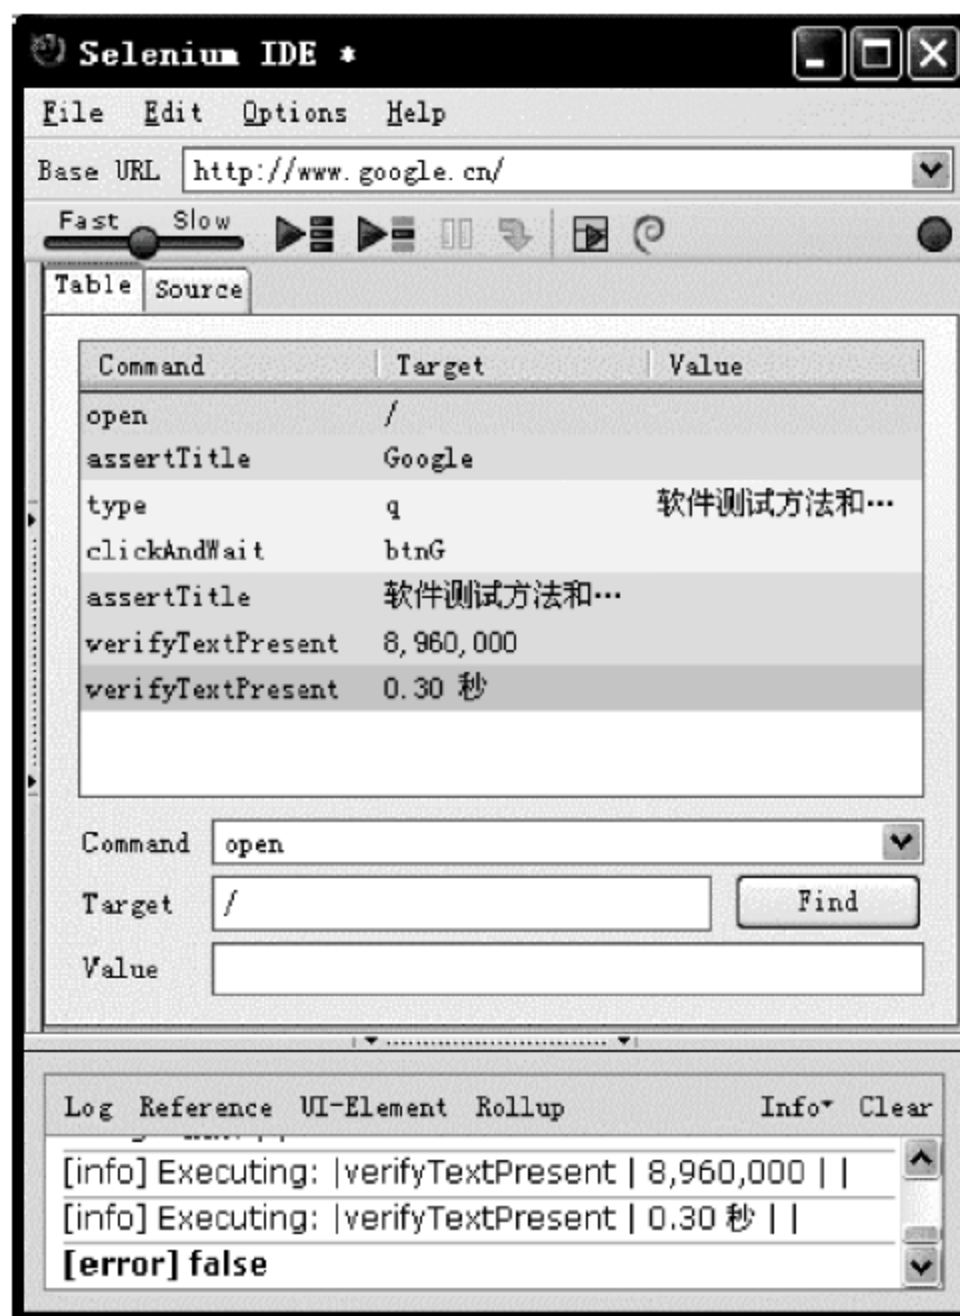 Selenium IDE *
File Edit Options Help
Base URL http://www.google.cn/
Fast Slow
Table Source
Command Target Value
open /
assertTitle Google
type q 软件测试方法和…
clickAndWait btnG
assertTitle 软件测试方法和…
verifyTextPresent 8,960,000
verifyTextPresent 0.30 秒
Command open
Target / Find
Value
Log Reference UI-Element Rollup Info Clear
[info] Executing: |verifyTextPresent | 8,960,000 | |
[info] Executing: |verifyTextPresent | 0.30 秒 | |
[error] false